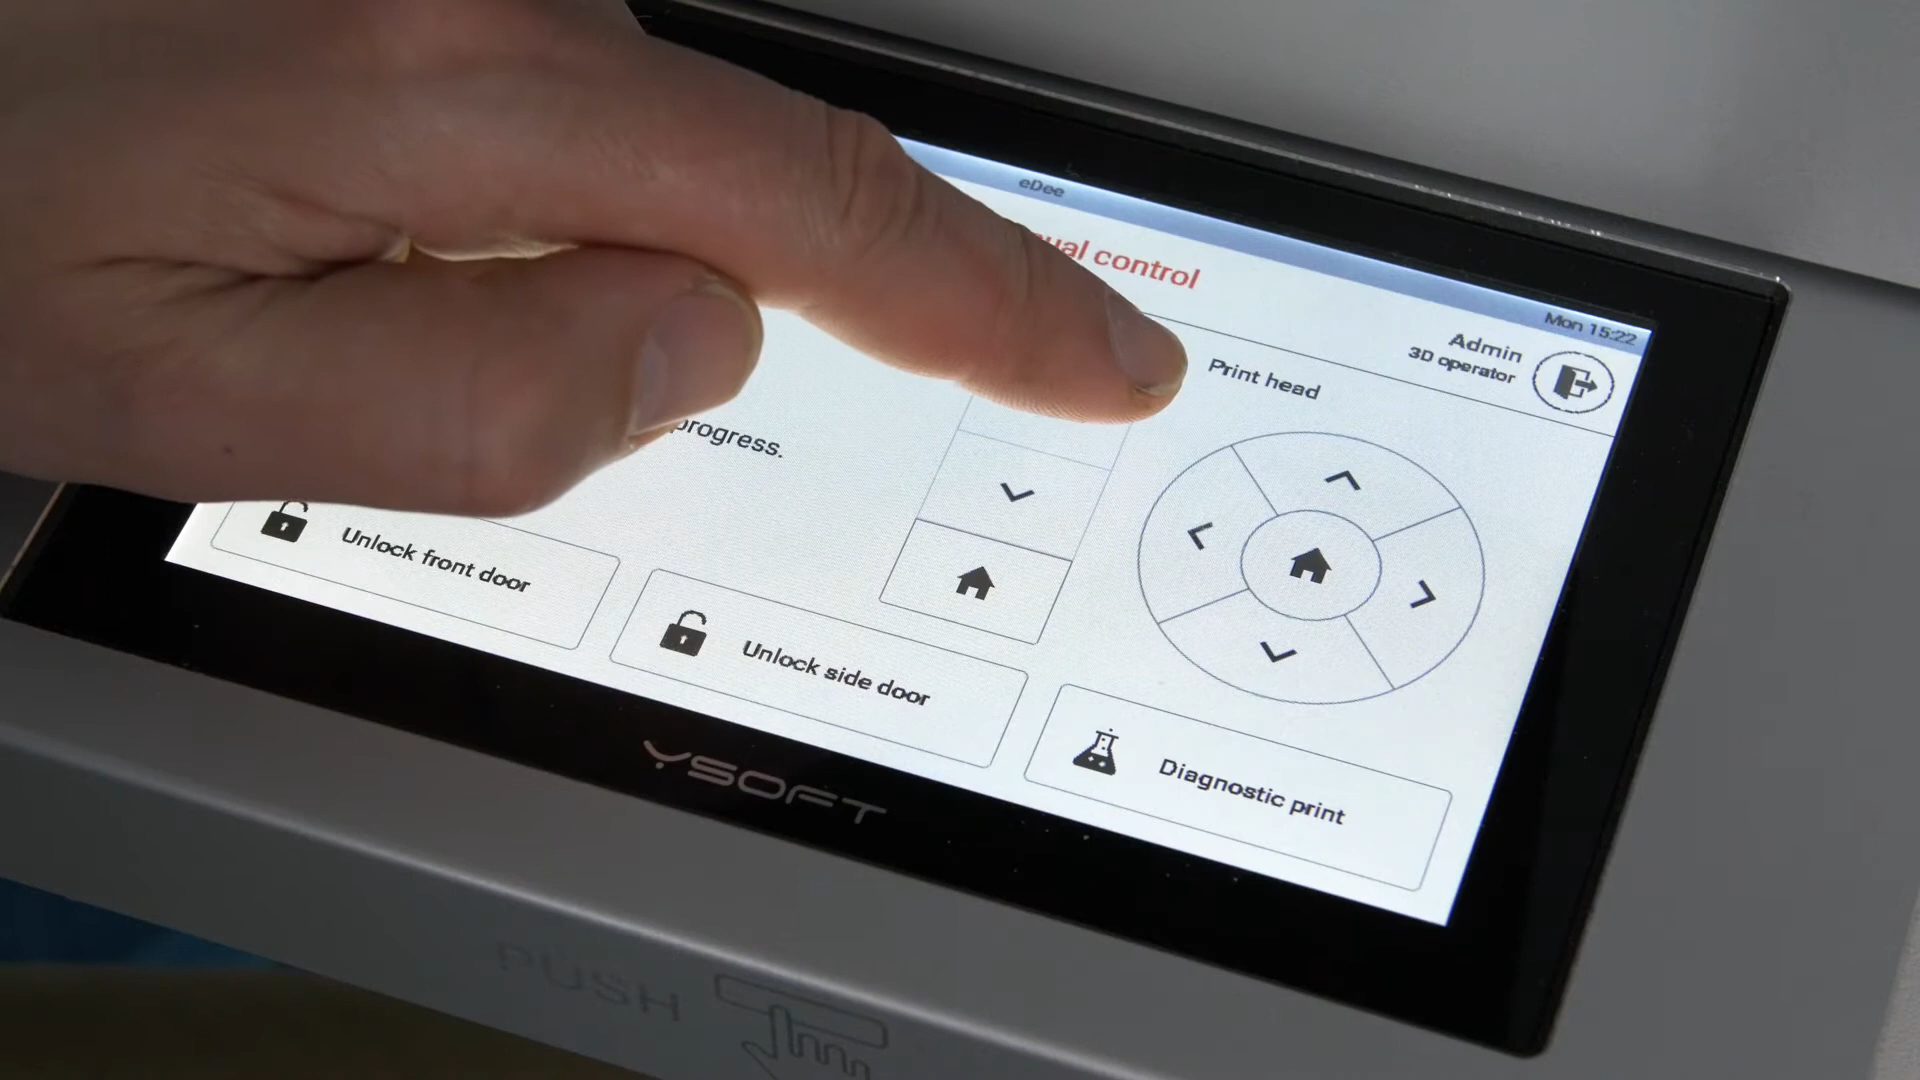 eDee
Mon 15:22
control
Admin
3D operator
Print head
progress.
Unlock front door
Unlock side door
Diagnostic print
YSOFT
PUSH